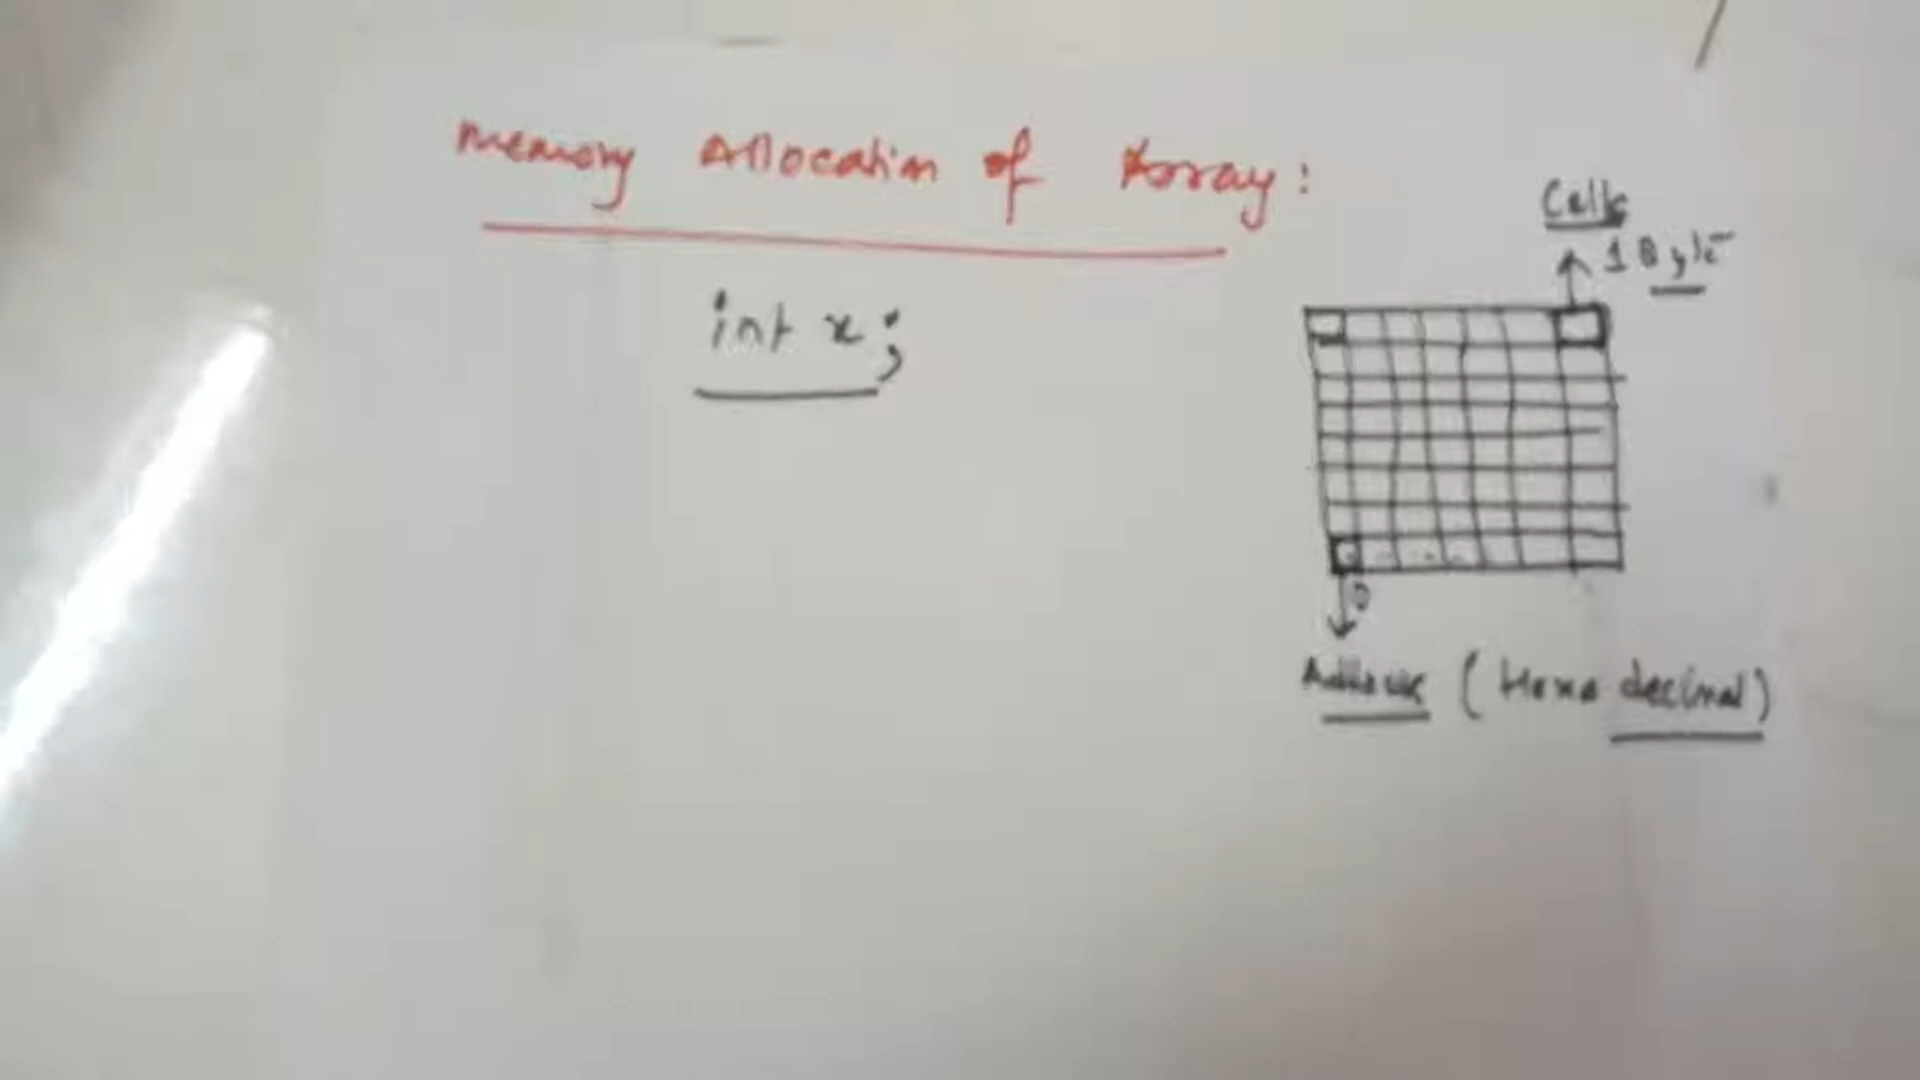 Memory Allocation of Array:
Cells
1 Byte
int x;
0
Address (Hexa decimal)